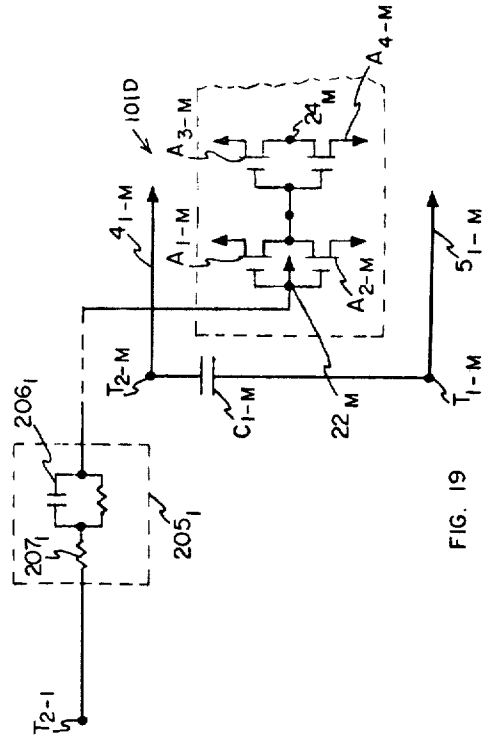 T₂₋₁
207₁
206₁
205₁
T₂₋M
4₁₋M
101D
C₁₋M
A₁₋M
A₃₋M
22M
A₂₋M
24M
A₄₋M
T₁₋M
5₁₋M
FIG. 19